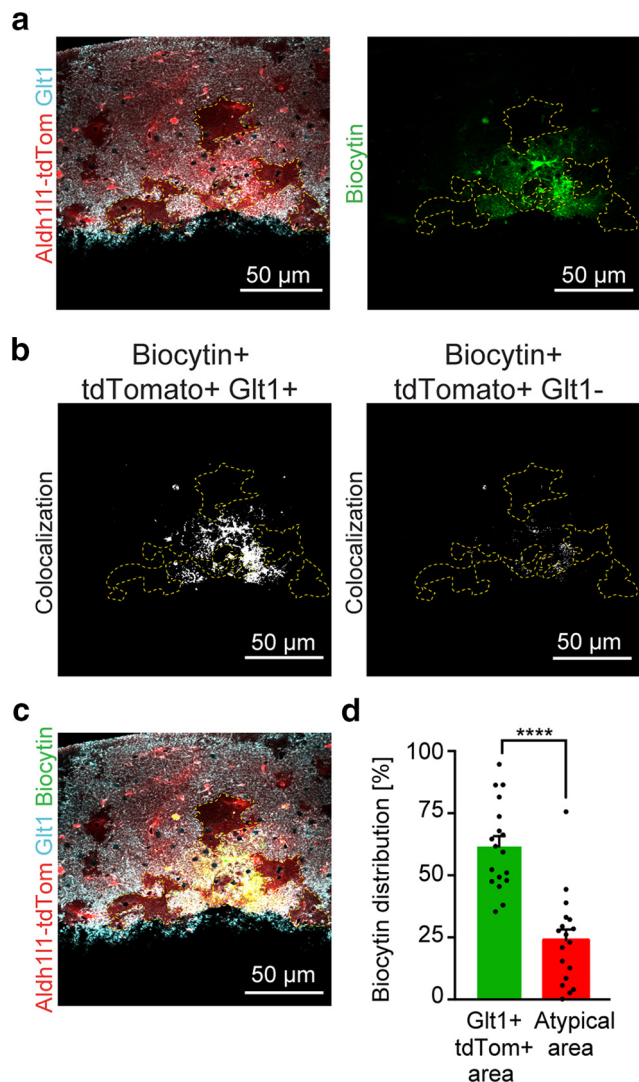 a
Aldh1l1-tdTom Glt1
50 µm
Biocytin
50 µm
b
Biocytin+
tdTomato+ Glt1+
Colocalization
50 µm
Biocytin+
tdTomato+ Glt1-
Colocalization
50 µm
c
Aldh1l1-tdTom Glt1 Biocytin
50 µm
d
Biocytin distribution [%]
100
75
50
25
0
****
Glt1+
tdTom+
area
Atypical
area